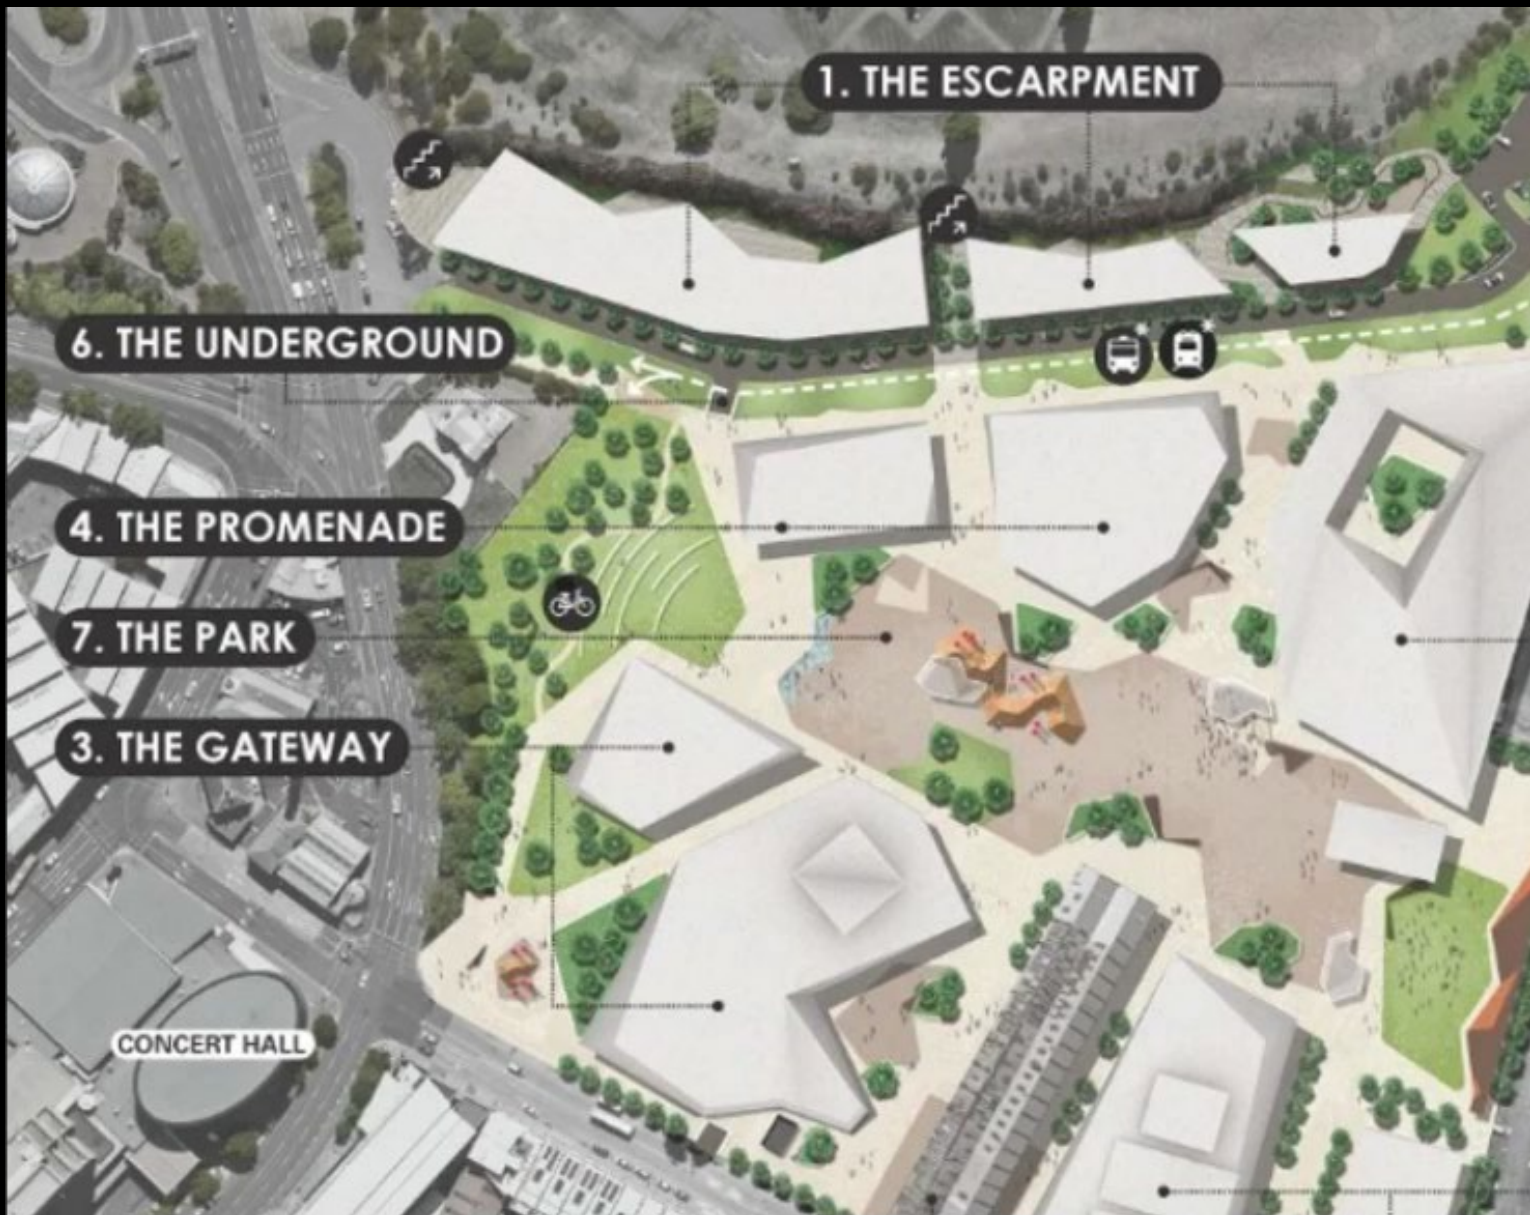 1. THE ESCARPMENT
6. THE UNDERGROUND
4. THE PROMENADE
7. THE PARK
3. THE GATEWAY
CONCERT HALL